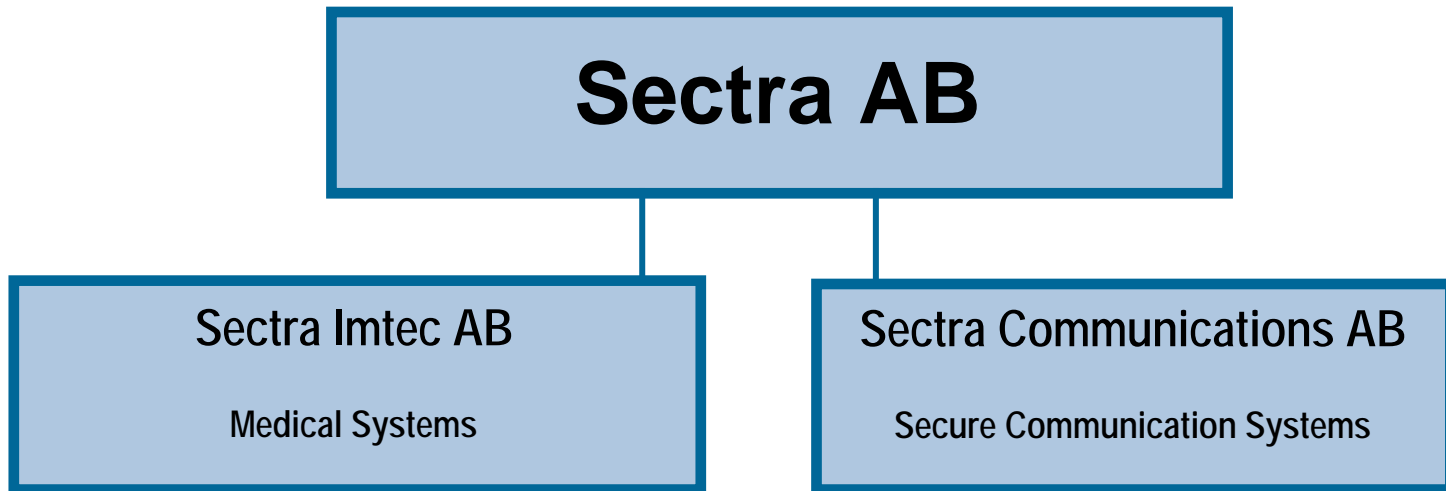 Sectra AB
Sectra Imtec AB
Medical Systems
Sectra Communications AB
Secure Communication Systems